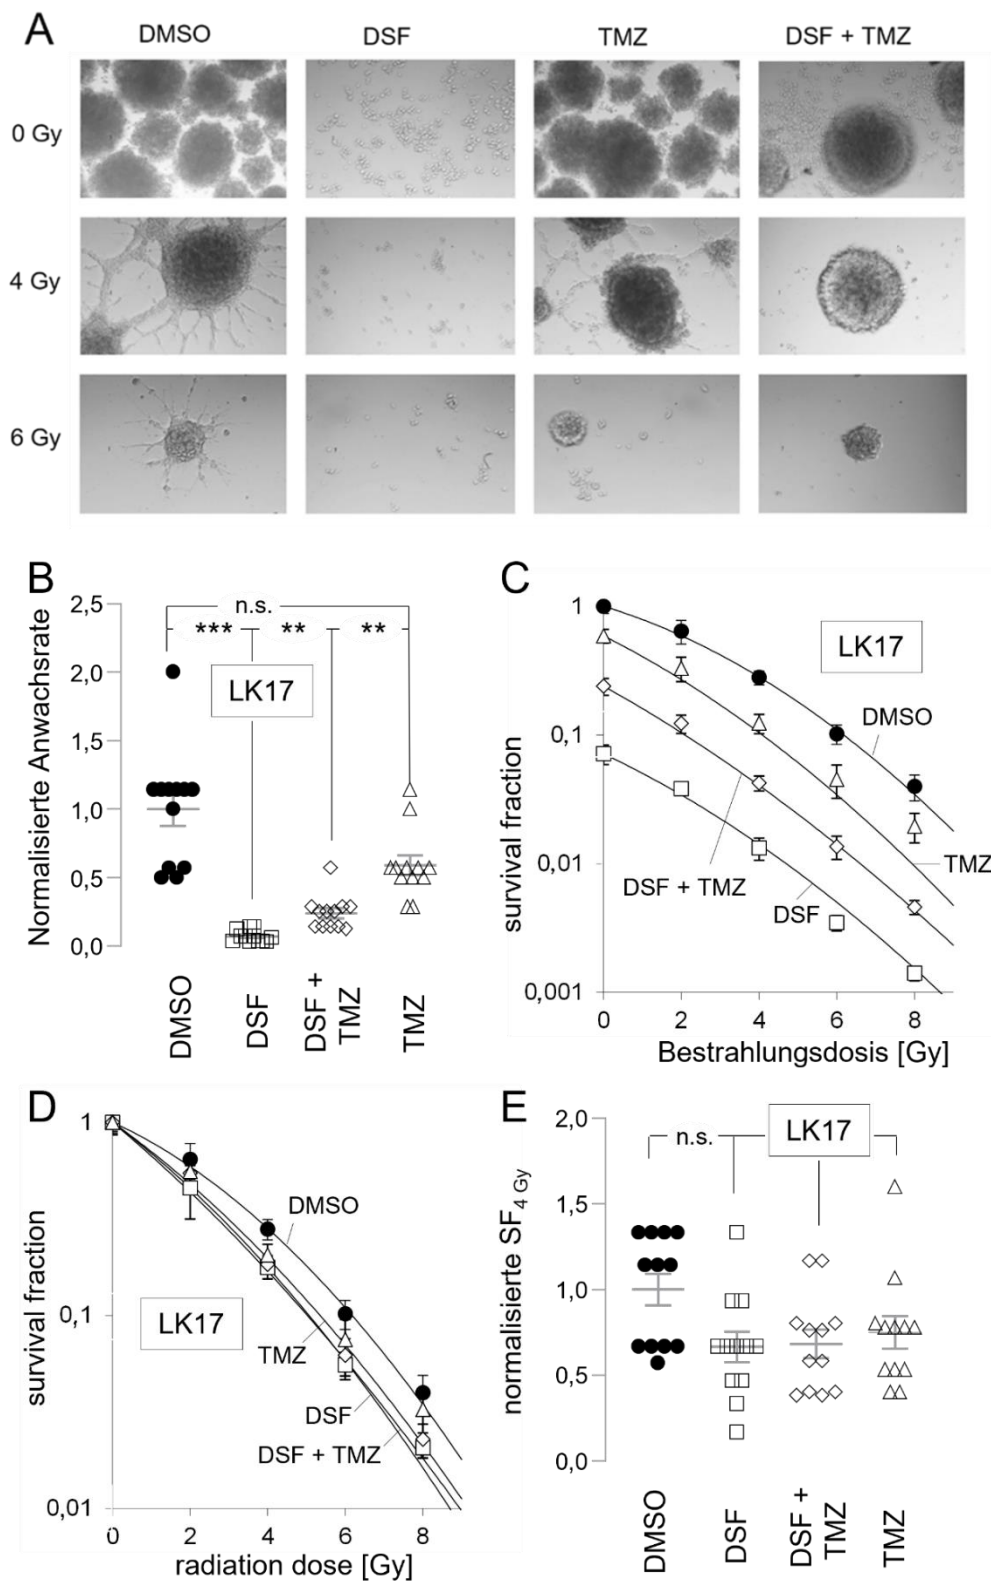 A
DMSO DSF TMZ DSF + TMZ
0 Gy
4 Gy
6 Gy
B
Normalisierte Anwachsrate
2,5
2,0
1,5
1,0
0,5
0,0
n.s.
*** ** **
LK17
DMSO
DSF
DSF +
TMZ
TMZ
C
survival fraction
1
0,1
0,01
0,001
LK17
DMSO
TMZ
DSF + TMZ
DSF
0 2 4 6 8
Bestrahlungsdosis [Gy]
D
survival fraction
1
0,1
0,01
DMSO
LK17
TMZ
DSF
DSF + TMZ
0 2 4 6 8
radiation dose [Gy]
E
normalisierte SF4 Gy
2,0
1,5
1,0
0,5
0,0
n.s.
LK17
DMSO
DSF
DSF +
TMZ
TMZ